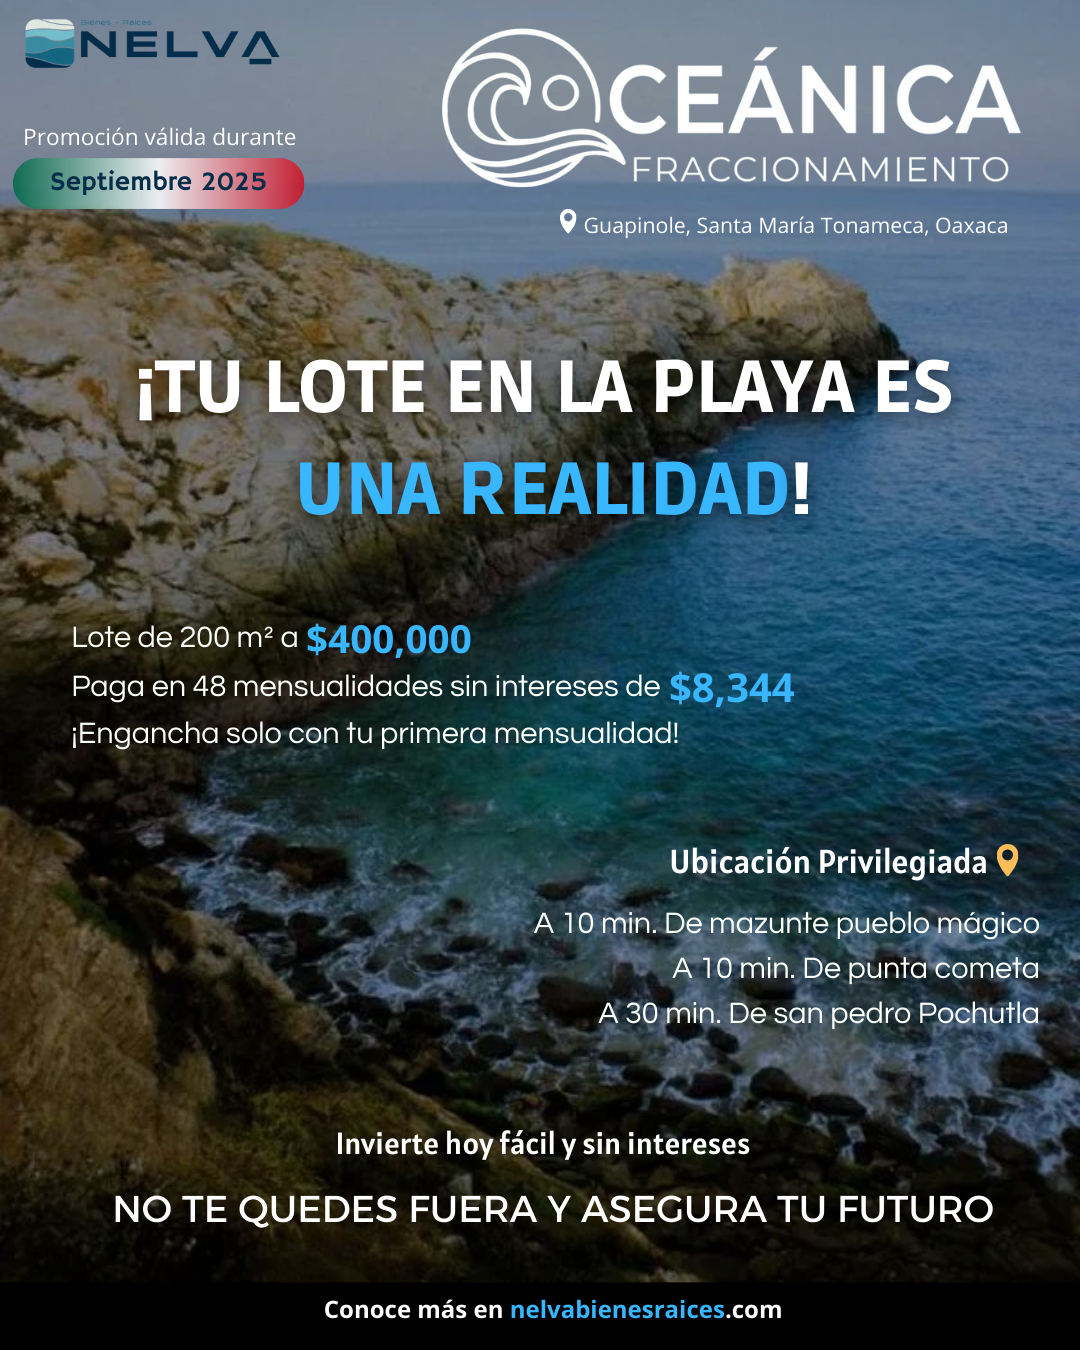 Bienes - Raices
NELVA
Promoción válida durante
Septiembre 2025
OCEÁNICA
FRACCIONAMIENTO
Guapinole, Santa María Tonameca, Oaxaca
¡TU LOTE EN LA PLAYA ES
UNA REALIDAD!
Lote de 200 m² a $400,000
Paga en 48 mensualidades sin intereses de $8,344
¡Engancha solo con tu primera mensualidad!
Ubicación Privilegiada
A 10 min. De mazunte pueblo mágico
A 10 min. De punta cometa
A 30 min. De san pedro Pochutla
Invierte hoy fácil y sin intereses
NO TE QUEDES FUERA Y ASEGURA TU FUTURO
Conoce más en nelvabienesraices.com